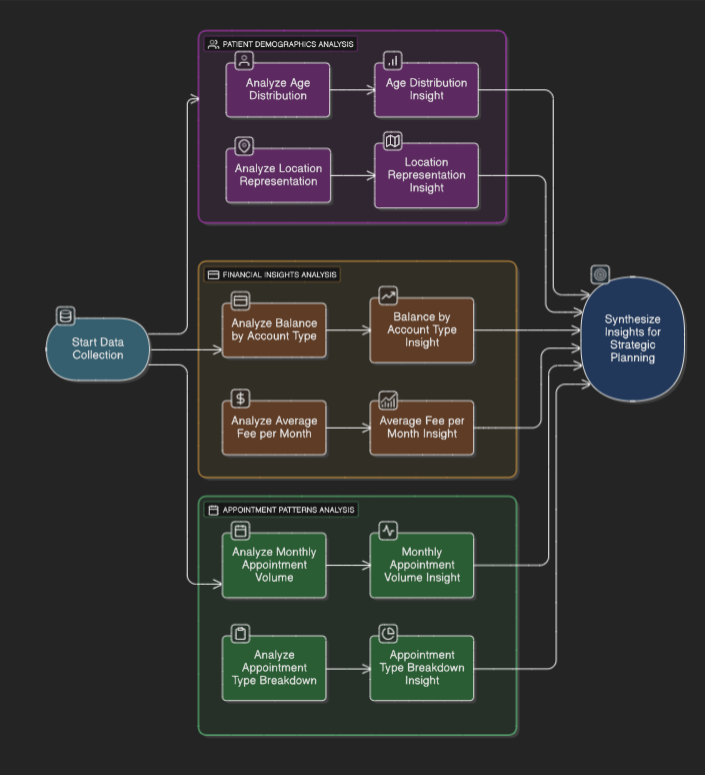 PATIENT DEMOGRAPHICS ANALYSIS
Analyze Age
Distribution
Age Distribution
Insight
Analyze Location
Representation
Location
Representation
Insight
FINANCIAL INSIGHTS ANALYSIS
Analyze Balance
by Account Type
Balance by
Account Type
Insight
Start Data
Collection
Synthesize
Insights for
Strategic
Planning
Analyze Average
Fee per Month
Average Fee per
Month Insight
APPOINTMENT PATTERNS ANALYSIS
Analyze Monthly
Appointment
Volume
Monthly
Appointment
Volume Insight
Analyze
Appointment
Type Breakdown
Appointment
Type Breakdown
Insight